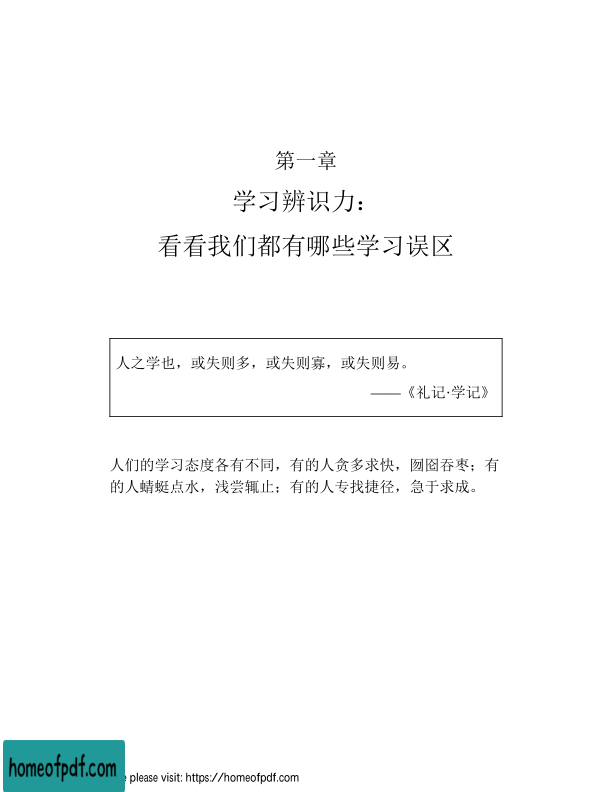 第一章
学习辨识力：
看看我们都有哪些学习误区
人之学也，或失则多，或失则寡，或失则易。
——《礼记·学记》
人们的学习态度各有不同，有的人贪多求快，囫囵吞枣；有
的人蜻蜓点水，浅尝辄止；有的人专找捷径，急于求成。
homeofpdf.com
please visit: https://homeofpdf.com